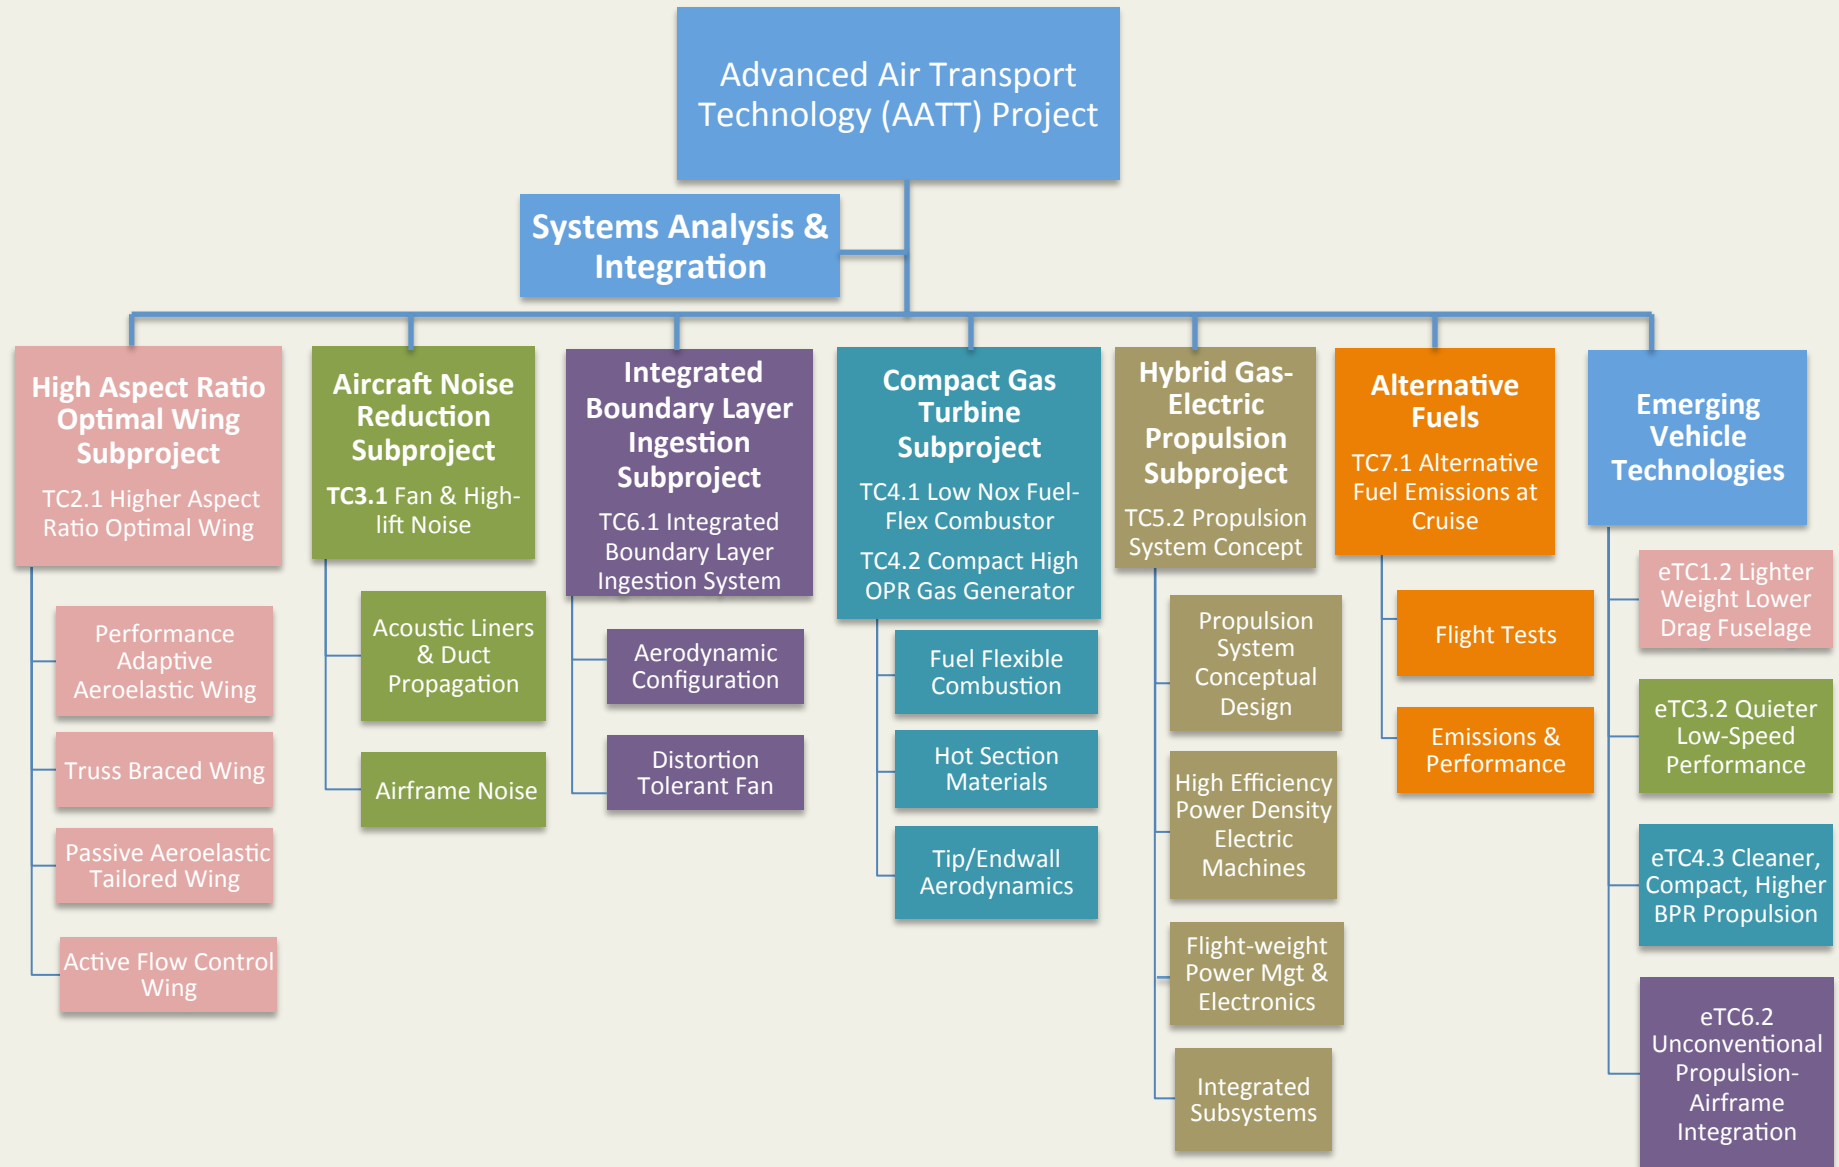 Advanced Air Transport
Technology (AATT) Project
Systems Analysis &
Integration
High Aspect Ratio
Optimal Wing
Subproject
TC2.1 Higher Aspect
Ratio Optimal Wing
Performance
Adaptive
Aeroelastic Wing
Truss Braced Wing
Passive Aeroelastic
Tailored Wing
Active Flow Control
Wing
Aircraft Noise
Reduction
Subproject
TC3.1 Fan & High-
lift Noise
Acoustic Liners
& Duct
Propagation
Airframe Noise
Integrated
Boundary Layer
Ingestion
Subproject
TC6.1 Integrated
Boundary Layer
Ingestion System
Aerodynamic
Configuration
Distortion
Tolerant Fan
Compact Gas
Turbine
Subproject
TC4.1 Low Nox Fuel-
Flex Combustor
TC4.2 Compact High
OPR Gas Generator
Fuel Flexible
Combustion
Hot Section
Materials
Tip/Endwall
Aerodynamics
Hybrid Gas-
Electric
Propulsion
Subproject
TC5.2 Propulsion
System Concept
Propulsion
System
Conceptual
Design
High Efficiency
Power Density
Electric
Machines
Flight-weight
Power Mgt &
Electronics
Integrated
Subsystems
Alternative
Fuels
TC7.1 Alternative
Fuel Emissions at
Cruise
Flight Tests
Emissions &
Performance
Emerging
Vehicle
Technologies
eTC1.2 Lighter
Weight Lower
Drag Fuselage
eTC3.2 Quieter
Low-Speed
Performance
eTC4.3 Cleaner,
Compact, Higher
BPR Propulsion
eTC6.2
Unconventional
Propulsion-
Airframe
Integration